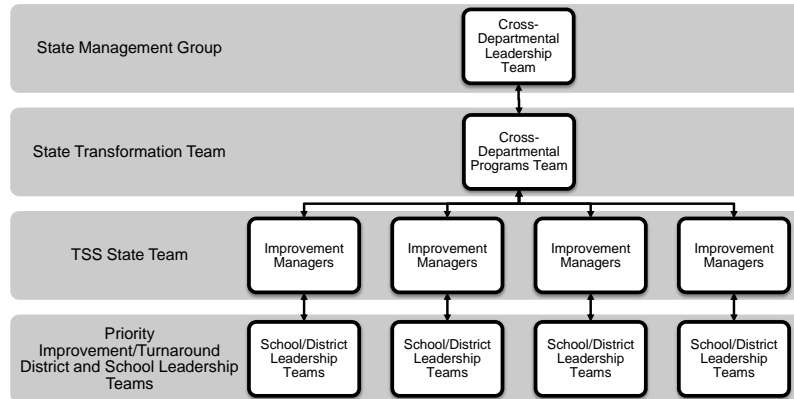 State Management Group
Cross-
Departmental
Leadership
Team
State Transformation Team
Cross-
Departmental
Programs Team
TSS State Team
Improvement
Managers
Improvement
Managers
Improvement
Managers
Improvement
Managers
Priority
Improvement/Turnaround
District and School Leadership
Teams
School/District
Leadership
Teams
School/District
Leadership
Teams
School/District
Leadership
Teams
School/District
Leadership
Teams